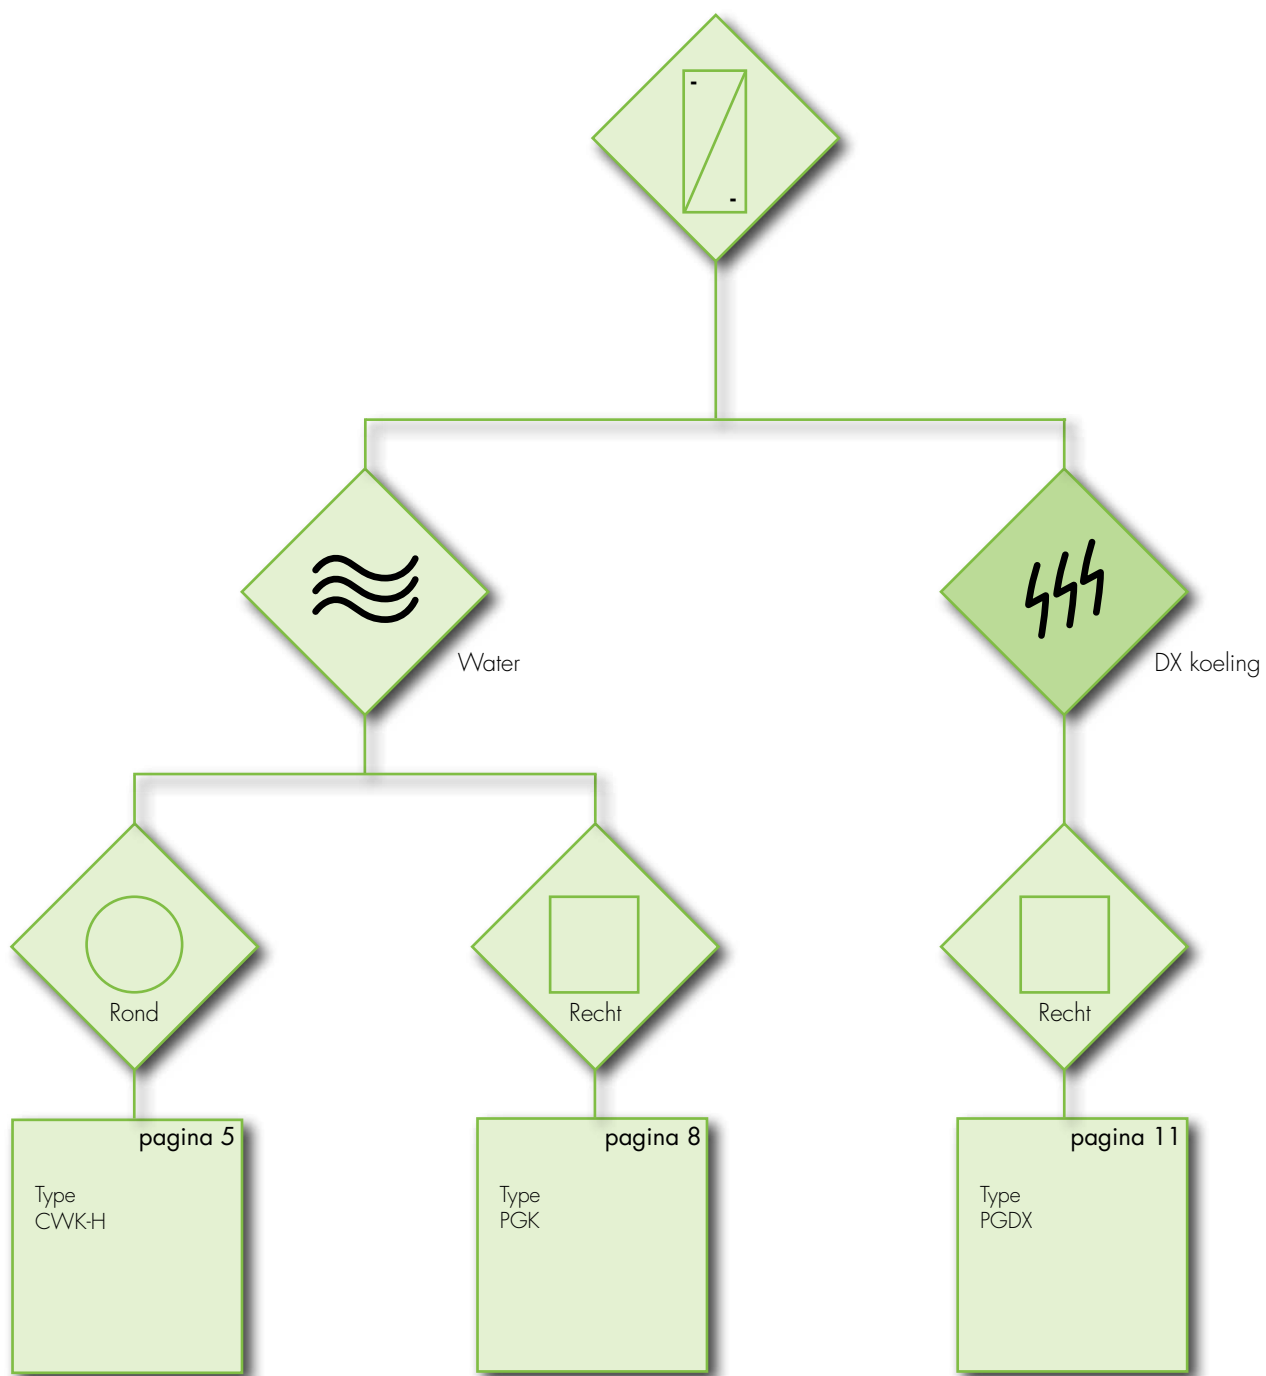 -
-
Water
DX koeling
Rond
Recht
Recht
pagina 5
Type
CWK-H
pagina 8
Type
PGK
pagina 11
Type
PGDX